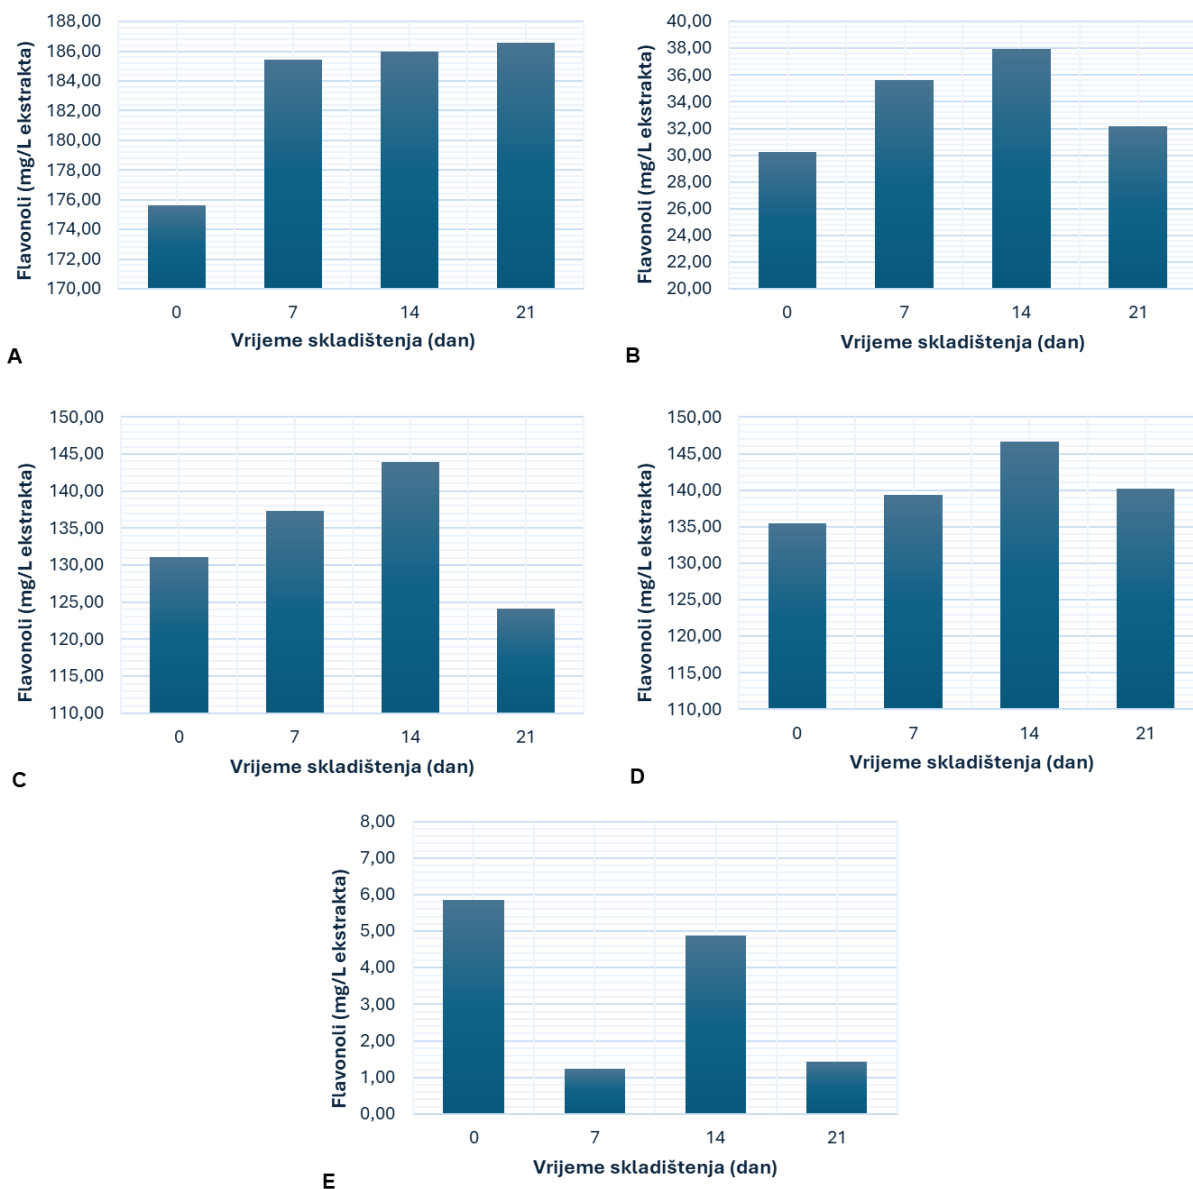 Flavonoli (mg/L ekstrakta)
188,00
186,00
184,00
182,00
180,00
178,00
176,00
174,00
172,00
170,00
0 7 14 21
Vrijeme skladištenja (dan)
A
Flavonoli (mg/L ekstrakta)
40,00
38,00
36,00
34,00
32,00
30,00
28,00
26,00
24,00
22,00
20,00
0 7 14 21
Vrijeme skladištenja (dan)
B
Flavonoli (mg/L ekstrakta)
150,00
145,00
140,00
135,00
130,00
125,00
120,00
115,00
110,00
0 7 14 21
Vrijeme skladištenja (dan)
C
Flavonoli (mg/L ekstrakta)
150,00
145,00
140,00
135,00
130,00
125,00
120,00
115,00
110,00
0 7 14 21
Vrijeme skladištenja (dan)
D
Flavonoli (mg/L ekstrakta)
8,00
7,00
6,00
5,00
4,00
3,00
2,00
1,00
0,00
0 7 14 21
Vrijeme skladištenja (dan)
E